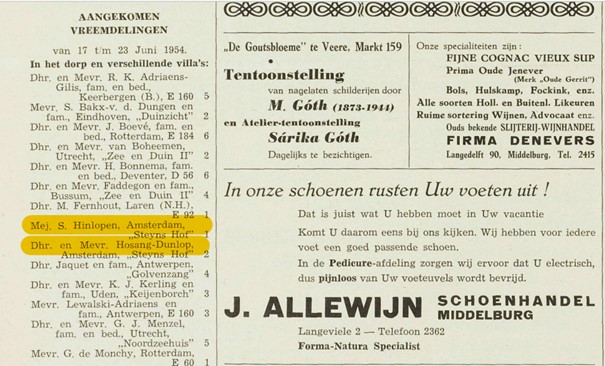 AANGEKOMEN
VREEMDELINGEN
van 17 t/m 23 Juni 1954.
In het dorp en verschillende villa's:
Dhr. en Mevr. R. K. Adriaens-
Gilis, fam. en bed.,
Keerbergen (B.), E 160 5
Mevr. S. Bakx-v. d. Dungen en
fam., Eindhoven, „Duinzicht" 2
Dhr. en Mevr. J. Boevé, fam. en
bed., Rotterdam, E 184 6
Dhr. en Mevr. van Boheemen,
Utrecht, „Zee en Duin II" 2
Dhr. en Mevr. H. Bonnema, fam.
en bed., Deventer, D 56 6
Dhr. en Mevr. Faddegon en fam.,
Bussum, „Zee en Duin II" 4
Dhr. M. Fernhout, Laren (N.H.),
E 92 1
Mej. S. Hinlopen, Amsterdam,
„Steyns Hof" 1
Dhr. en Mevr. Hosang-Dunlop,
Amsterdam, „Steyns Hof" 2
Dhr. Jaquet en fam., Antwerpen,
„Golvenzang" 4
Dhr. en Mevr. K. J. Kerling en
fam., Uden, „Keijenborch" 3
Mevr. Lewalski-Adriaens en
fam., Antwerpen, E 160 3
Dhr. en Mevr. G. J. Menzel,
fam. en bed., Utrecht,
„Noordzeehuis" 5
Mevr. G. de Monchy, Rotterdam,
E 60 1
„De Goutsbloeme" te Veere, Markt 159
Tentoonstelling
van nagelaten schilderijen door
M. Góth (1873-1944)
en Atelier-tentoonstelling
Sárika Góth
Dagelijks te bezichtigen.
Onze specialiteiten zijn:
FIJNE COGNAC VIEUX SUP
Prima Oude Jenever
(Merk „Oude Gerrit")
Bols, Hulskamp, Fockink, enz.
Alle soorten Holl. en Buitenl. Likeuren
Ruime sortering Wijnen, Advocaat enz.
Ouds bekende SLIJTERIJ-WIJNHANDEL
FIRMA DENEVERS
Langedelft 90, Middelburg, Tel. 2415
In onze schoenen rusten Uw voeten uit !
Dat is juist wat U hebben moet in Uw vacantie
Komt U daarom eens bij ons kijken. Wij hebben voor iedere
voet een goed passende schoen.
In de Pedicure-afdeling zorgen wij ervoor dat U electrisch,
dus pijnloos van Uw voeteuvels wordt bevrijd.
J. ALLEWIJN SCHOENHANDEL
MIDDELBURG
Langeviele 2 — Telefoon 2362
Forma-Natura Specialist